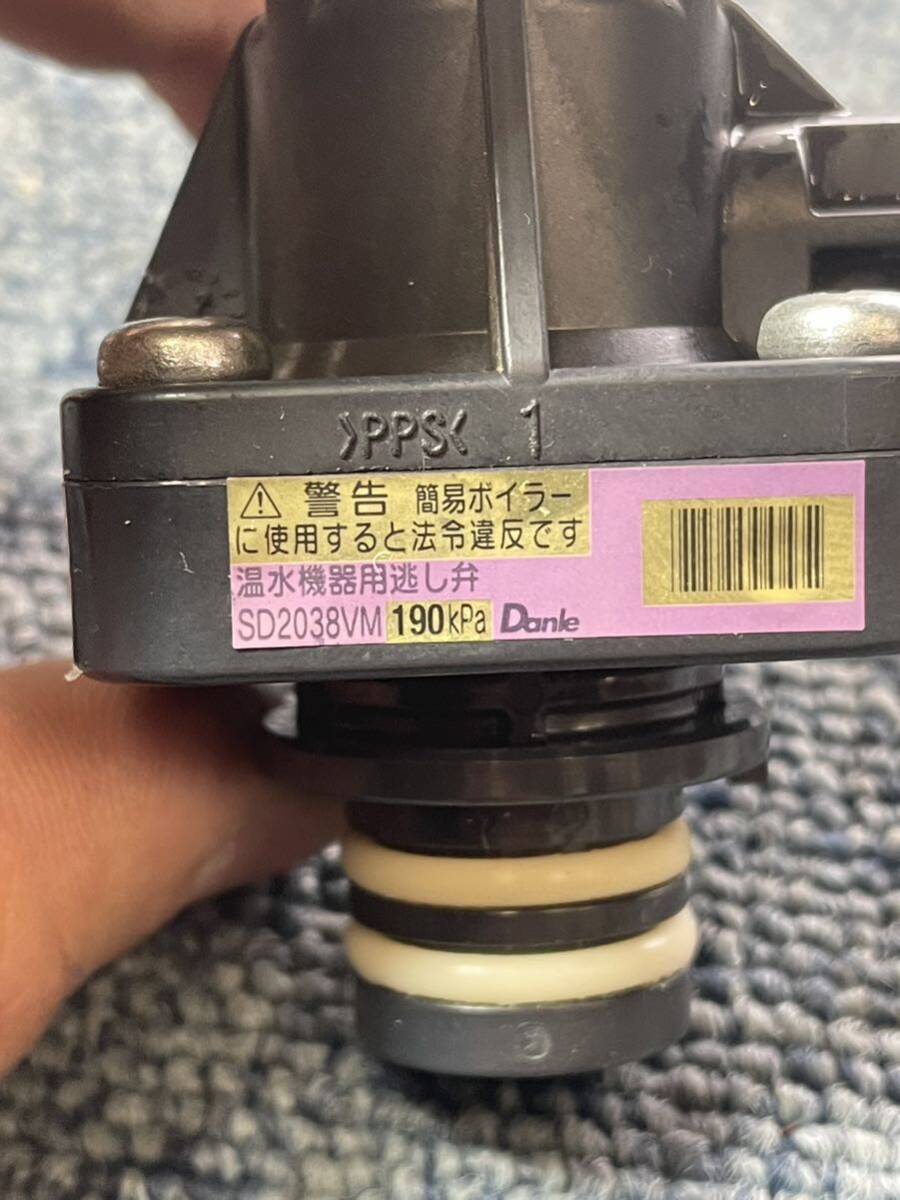 >PPS< 1
⚠ 警告 簡易ボイラー
に使用すると法令違反です
温水機器用逃し弁
SD2038VM 190kPa Danle
3